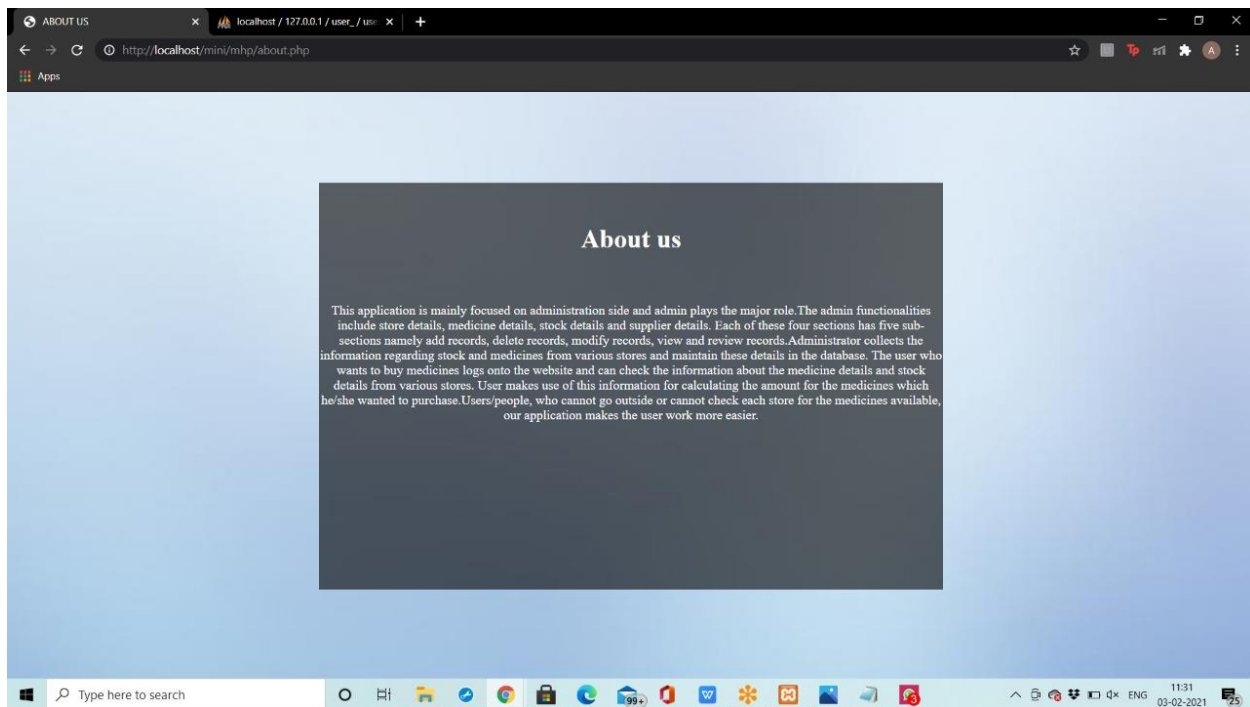 ABOUT US
localhost / 127.0.0.1 / user_ / use
http://localhost/mini/mhp/about.php
A
Apps
About us
This application is mainly focused on administration side and admin plays the major role.The admin functionalities
include store details, medicine details, stock details and supplier details. Each of these four sections has five sub-
sections namely add records, delete records, modify records, view and review records.Administrator collects the
information regarding stock and medicines from various stores and maintain these details in the database. The user who
wants to buy medicines logs onto the website and can check the information about the medicine details and stock
details from various stores. User makes use of this information for calculating the amount for the medicines which
he/she wanted to purchase.Users/people, who cannot go outside or cannot check each store for the medicines available,
our application makes the user work more easier.
Type here to search
99+
W
3
ENG
11:31
03-02-2021
25